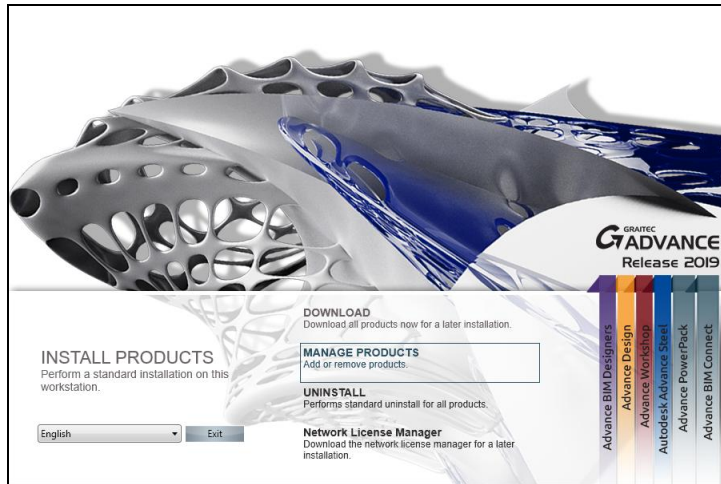 GRAITEC
ADVANCE
Release 2019
INSTALL PRODUCTS
Perform a standard installation on this
workstation.
English
Exit
DOWNLOAD
Download all products now for a later installation.
MANAGE PRODUCTS
Add or remove products.
UNINSTALL
Performs standard uninstall for all products.
Network License Manager
Download the network license manager for a later
installation.
Advance BIM Designers
Advance Design
Advance Workshop
Autodesk Advance Steel
Advance PowerPack
Advance BIM Connect